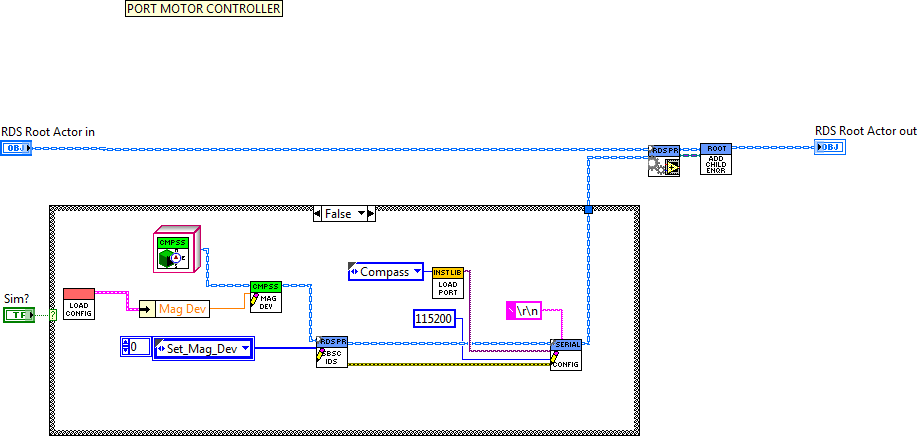 PORT MOTOR CONTROLLER
RDS Root Actor in
OBJ
RDS Root Actor out
OBJ
RDS PR
ROOT
ADD
CHILD
ENQR
False
CMPSS
Sim?
TF
?
LOAD
CONFIG
Mag Dev
CMPSS
MAG
DEV
Compass
INST LIB
LOAD
PORT
115200
\r\n
0
Set_Mag_Dev
RDS PR
SBSC
IDS
SERIAL
CONFIG